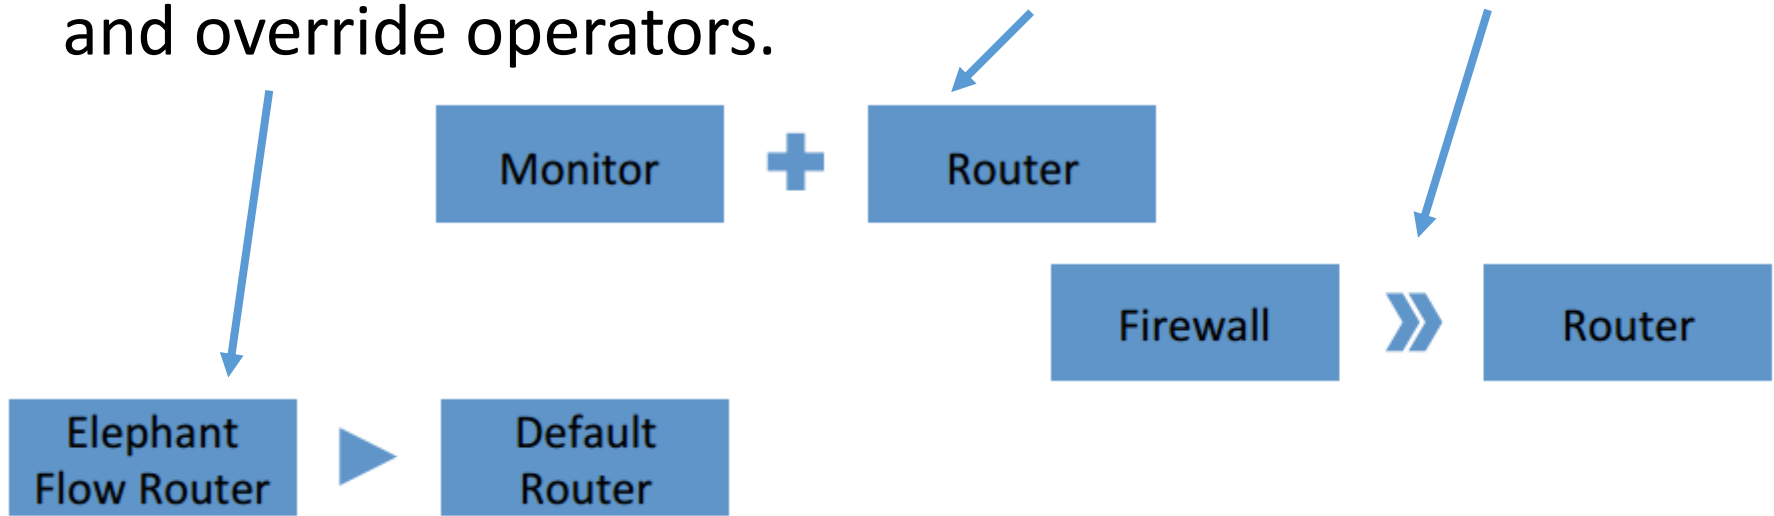 and override operators.
Monitor
Router
Firewall
Router
Elephant
Flow Router
Default
Router